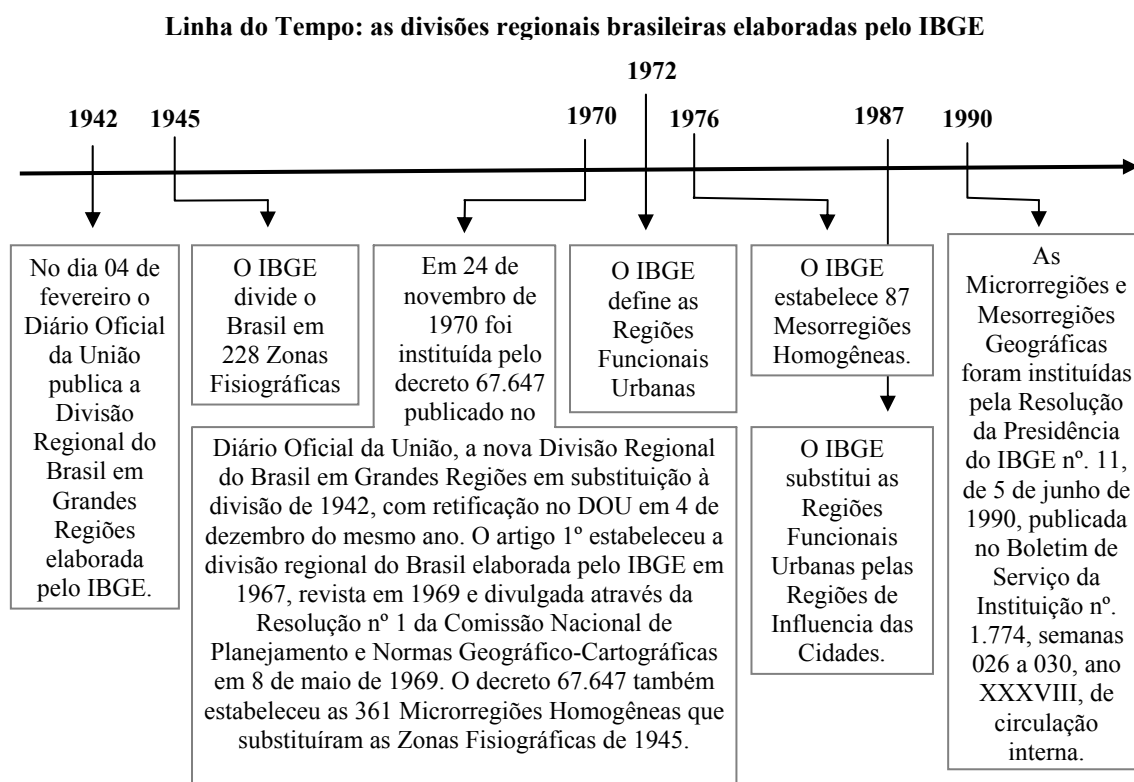 Linha do Tempo: as divisões regionais brasileiras elaboradas pelo IBGE
1942
1945
1970
1972
1976
1987
1990
No dia 04 de
fevereiro o
Diário Oficial
da União
publica a
Divisão
Regional do
Brasil em
Grandes
Regiões
elaborada
pelo IBGE.
O IBGE
divide o
Brasil em
228 Zonas
Fisiográficas
Em 24 de
novembro de
1970 foi
instituída pelo
decreto 67.647
publicado no
Diário Oficial da União, a nova Divisão Regional
do Brasil em Grandes Regiões em substituição à
divisão de 1942, com retificação no DOU em 4 de
dezembro do mesmo ano. O artigo 1º estabeleceu a
divisão regional do Brasil elaborada pelo IBGE em
1967, revista em 1969 e divulgada através da
Resolução nº 1 da Comissão Nacional de
Planejamento e Normas Geográfico-Cartográficas
em 8 de maio de 1969. O decreto 67.647 também
estabeleceu as 361 Microrregiões Homogêneas que
substituíram as Zonas Fisiográficas de 1945.
O IBGE
define as
Regiões
Funcionais
Urbanas
O IBGE
estabelece 87
Mesorregiões
Homogêneas.
O IBGE
substitui as
Regiões
Funcionais
Urbanas pelas
Regiões de
Influencia das
Cidades.
As
Microrregiões e
Mesorregiões
Geográficas
foram instituídas
pela Resolução
da Presidência
do IBGE nº. 11,
de 5 de junho de
1990, publicada
no Boletim de
Serviço da
Instituição nº.
1.774, semanas
026 a 030, ano
XXXVIII, de
circulação
interna.